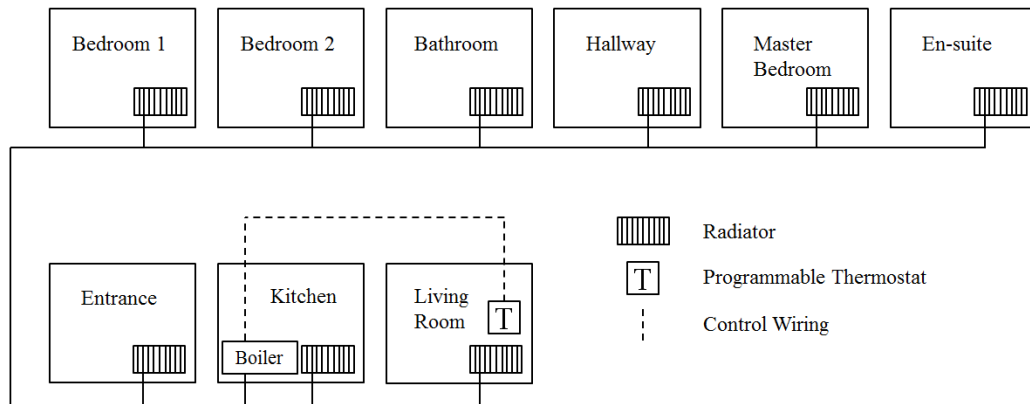 Bedroom 1
Bedroom 2
Bathroom
Hallway
Master
Bedroom
En-suite
Radiator
T
Programmable Thermostat
Control Wiring
Entrance
Kitchen
Living
Room
T
Boiler